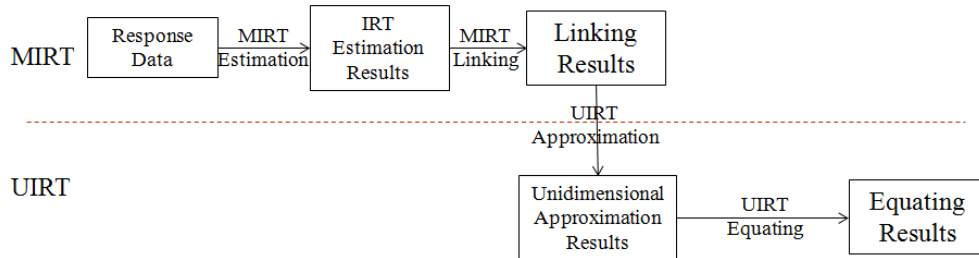 MIRT
Response
Data
MIRT
Estimation
IRT
Estimation
Results
MIRT
Linking
Linking
Results
UIRT
Approximation
UIRT
Unidimensional
Approximation
Results
UIRT
Equating
Equating
Results